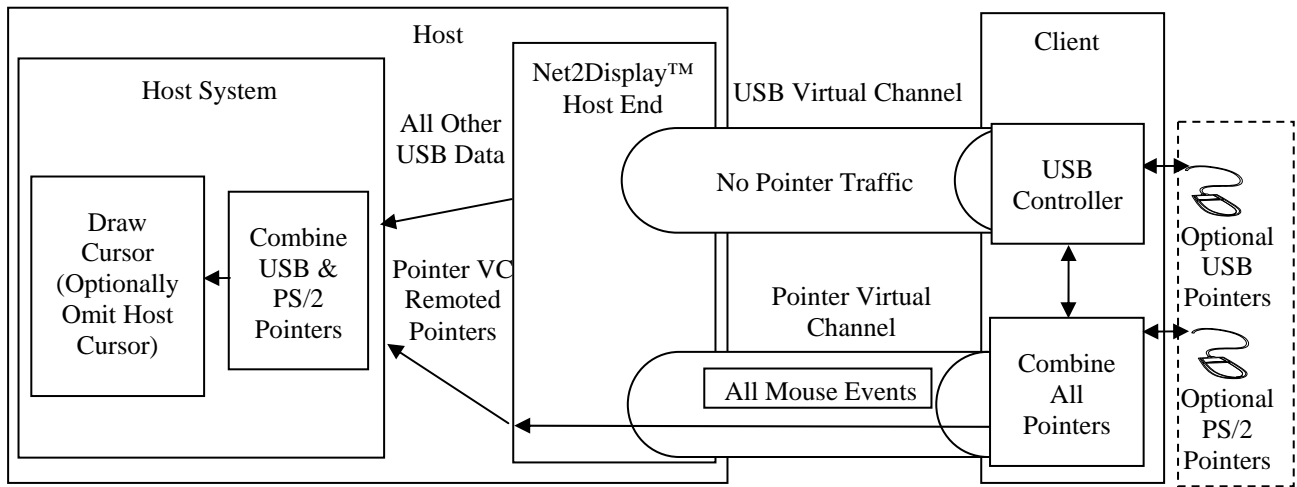 Host
Host System
All Other
USB Data
Draw
Cursor
(Optionally
Omit Host
Cursor)
Combine
USB &
PS/2
Pointers
Pointer VC
Remoted
Pointers
Net2Display™
Host End
USB Virtual Channel
No Pointer Traffic
Pointer Virtual
Channel
All Mouse Events
Client
USB
Controller
Combine
All
Pointers
Optional
USB
Pointers
Optional
PS/2
Pointers